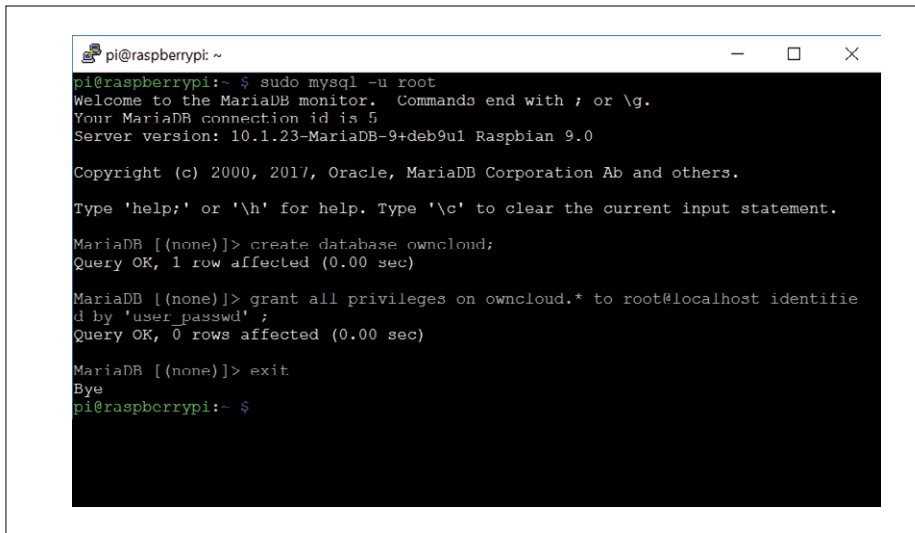 pi@raspberrypi: ~
pi@raspberrypi:~ $ sudo mysql -u root
Welcome to the MariaDB monitor.  Commands end with ; or \g.
Your MariaDB connection id is 5
Server version: 10.1.23-MariaDB-9+deb9u1 Raspbian 9.0
Copyright (c) 2000, 2017, Oracle, MariaDB Corporation Ab and others.
Type 'help;' or '\h' for help. Type '\c' to clear the current input statement.
MariaDB [(none)]> create database owncloud;
Query OK, 1 row affected (0.00 sec)
MariaDB [(none)]> grant all privileges on owncloud.* to root@localhost identifie
d by 'user_passwd' ;
Query OK, 0 rows affected (0.00 sec)
MariaDB [(none)]> exit
Bye
pi@raspberrypi:~ $